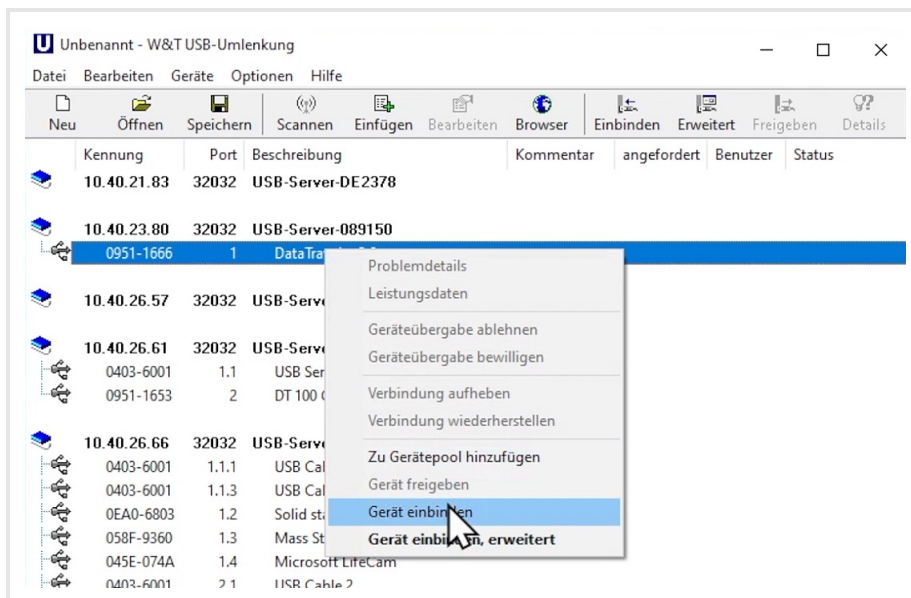 Unbenannt - W&T USB-Umlenkung
Datei Bearbeiten Geräte Optionen Hilfe
Neu Öffnen Speichern Scannen Einfügen Bearbeiten Browser Einbinden Erweitert Freigeben Details
Kennung Port Beschreibung Kommentar angefordert Benutzer Status
10.40.21.83 32032 USB-Server-DE2378
10.40.23.80 32032 USB-Server-089150
0951-1666 1
Problemdetails
Leistungsdaten
Geräteübergabe ablehnen
Geräteübergabe bewilligen
Verbindung aufheben
Verbindung wiederherstellen
Zu Gerätepool hinzufügen
Gerät freigeben
Gerät einbinden
Gerät einbinden, erweitert
10.40.26.57 32032
10.40.26.61 32032
0403-6001 1.1 USB
0951-1653 2 DT 100
10.40.26.66 32032
0403-6001 1.1.1 USB
0403-6001 1.1.3 USB
0EA0-6803 1.2 Solid
058F-9360 1.3 Mass
045E-074A 1.4 Microsoft LifeCam
0403-6001 2.1 USB Cable 2